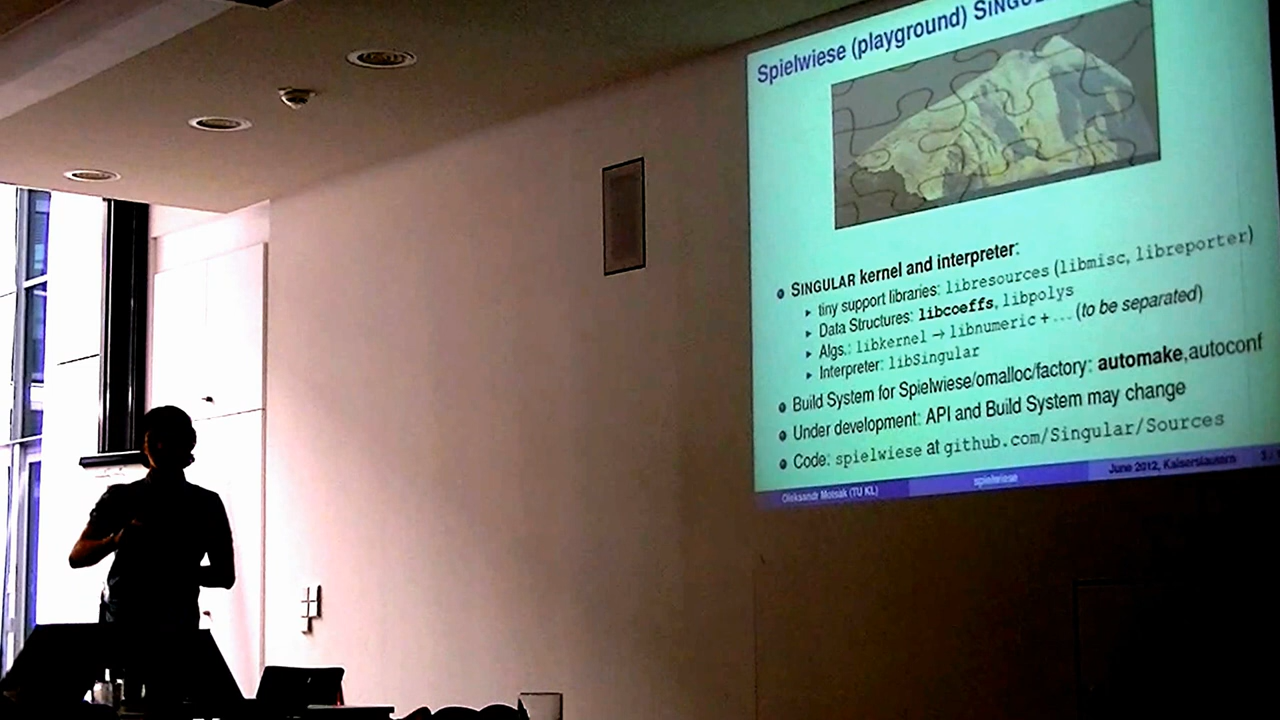 Spielwiese (playground) SINGU
SINGULAR kernel and interpreter:
tiny support libraries: libresources (libmisc, libreporter)
Data Structures: libcoeffs, libpolys
Algs.: libkernel → libnumeric + ... (to be separated)
Interpreter: libSingular
Build System for Spielwiese/omalloc/factory: automake,autoconf
Under development: API and Build System may change
Code: spielwiese at github.com/Singular/Sources
Oleksandr Motsak (TU KL) spielwiese June 2012, Kaiserslautern 3 /